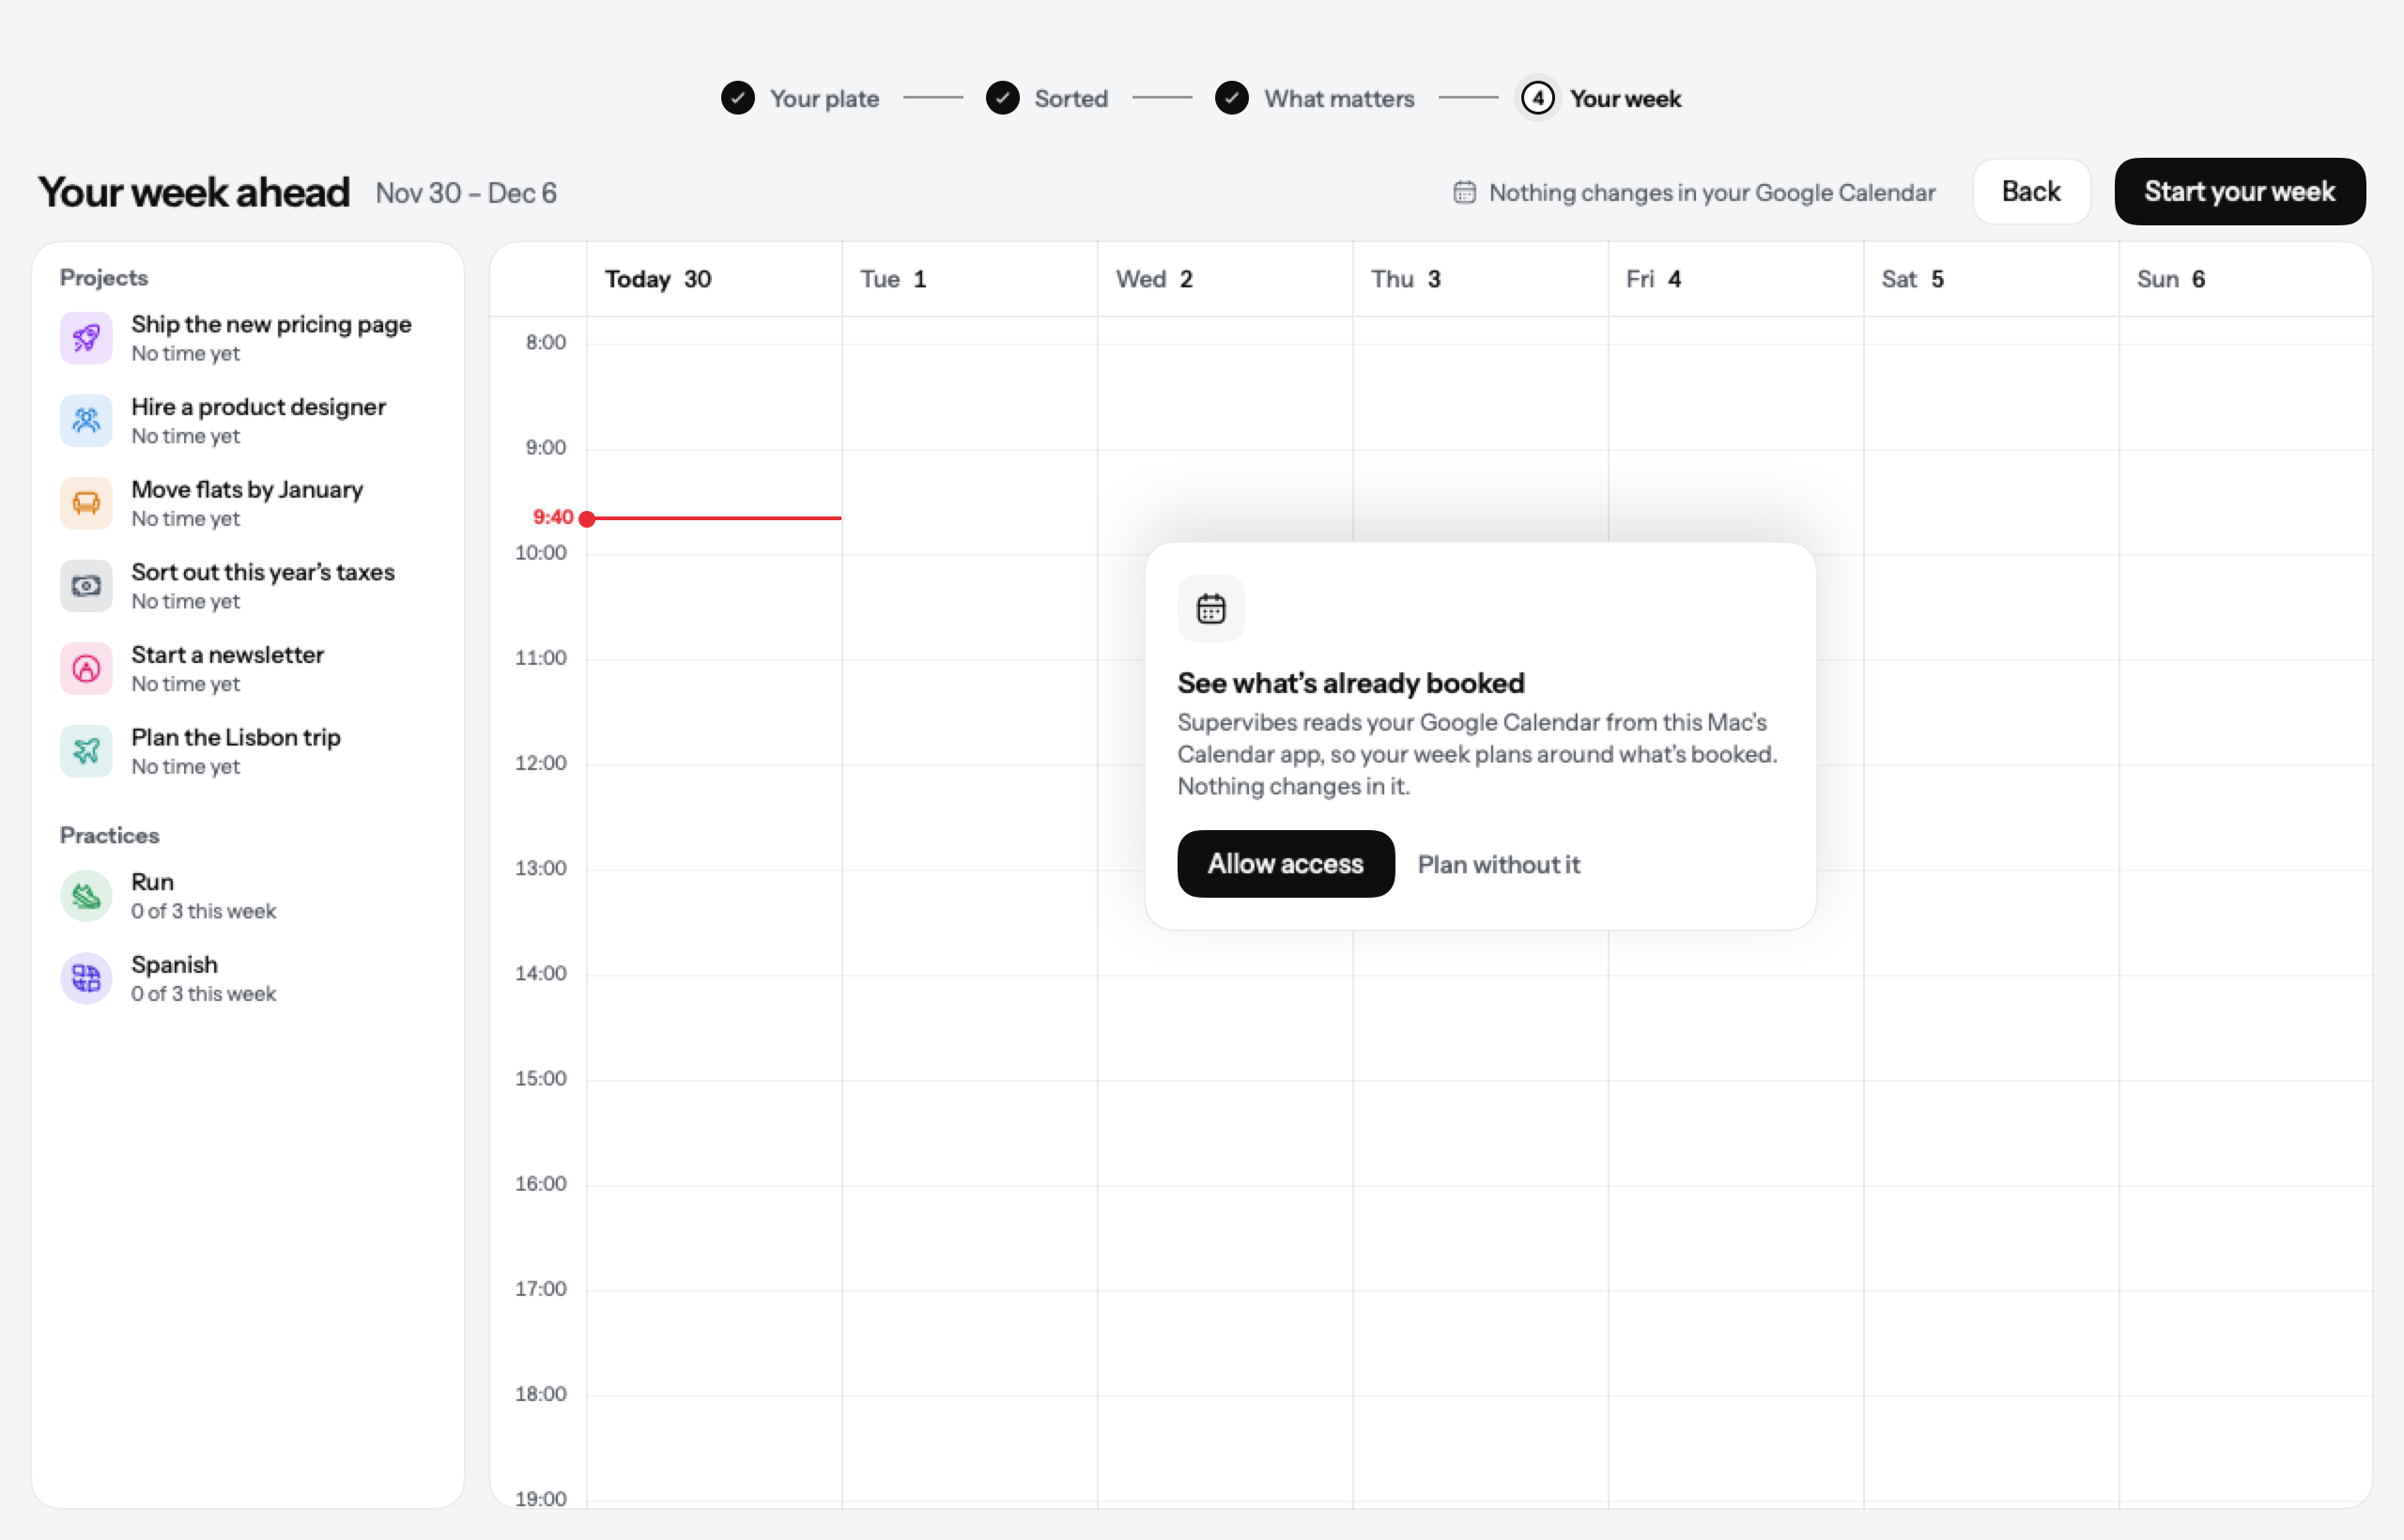 Your plate
Sorted
What matters
4 Your week
Your week ahead Nov 30 – Dec 6
Nothing changes in your Google Calendar
Back
Start your week
Projects
Ship the new pricing page
No time yet
Hire a product designer
No time yet
Move flats by January
No time yet
Sort out this year’s taxes
No time yet
Start a newsletter
No time yet
Plan the Lisbon trip
No time yet
Practices
Run
0 of 3 this week
Spanish
0 of 3 this week
Today 30
Tue 1
Wed 2
Thu 3
Fri 4
Sat 5
Sun 6
8:00
9:00
9:40
10:00
11:00
12:00
13:00
14:00
15:00
16:00
17:00
18:00
19:00
See what’s already booked
Supervibes reads your Google Calendar from this Mac’s
Calendar app, so your week plans around what’s booked.
Nothing changes in it.
Allow access
Plan without it